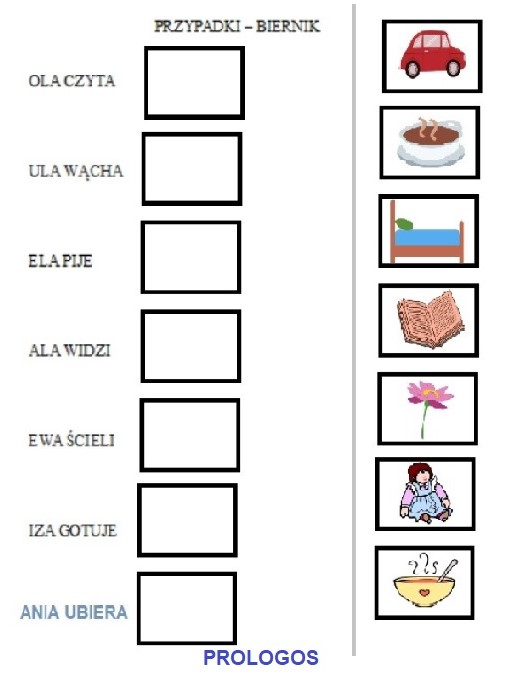 PRZYPADKI – BIERNIK
OLA CZYTA
ULA WĄCHA
ELA PIJE
ALA WIDZI
EWA ŚCIELI
IZA GOTUJE
ANIA UBIERA
PROLOGOS